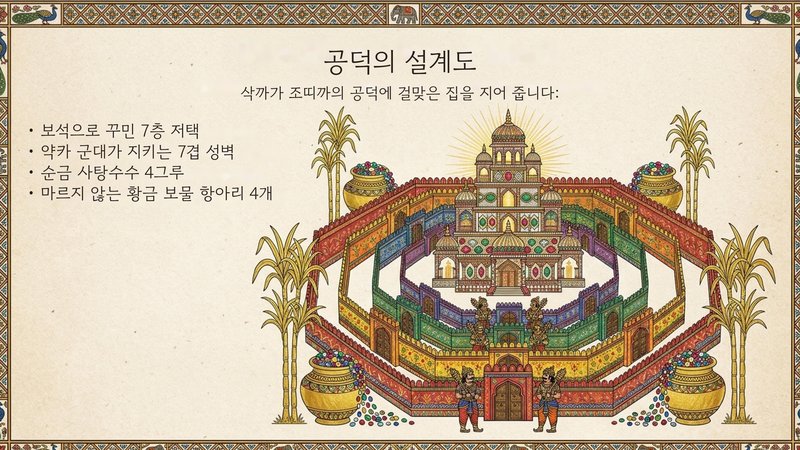 공덕의 설계도
삭까가 조띠까의 공덕에 걸맞은 집을 지어 줍니다:
• 보석으로 꾸민 7층 저택
• 약카 군대가 지키는 7겹 성벽
• 순금 사탕수수 4그루
• 마르지 않는 황금 보물 항아리 4개